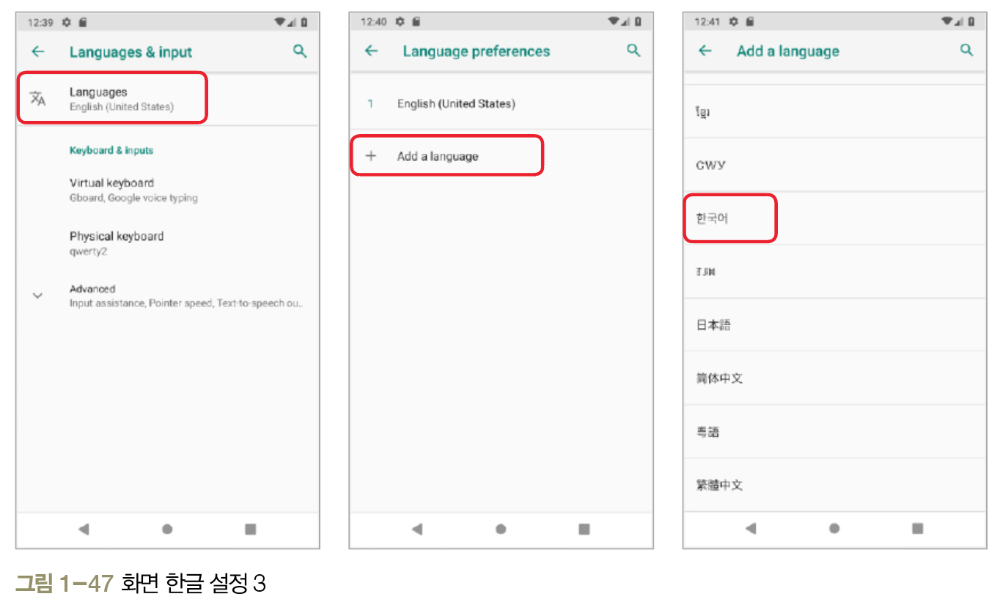 12:39
Languages & input
Languages
English (United States)
Keyboard & inputs
Virtual keyboard
Gboard, Google voice typing
Physical keyboard
qwerty2
Advanced
Input assistance, Pointer speed, Text-to-speech ou...
12:40
Language preferences
1 English (United States)
+ Add a language
12:41
Add a language
ខ្មែរ
ᏣᎳᎩ
한국어
日本語
简体中文
粵語
繁體中文
그림 1-47 화면 한글 설정 3